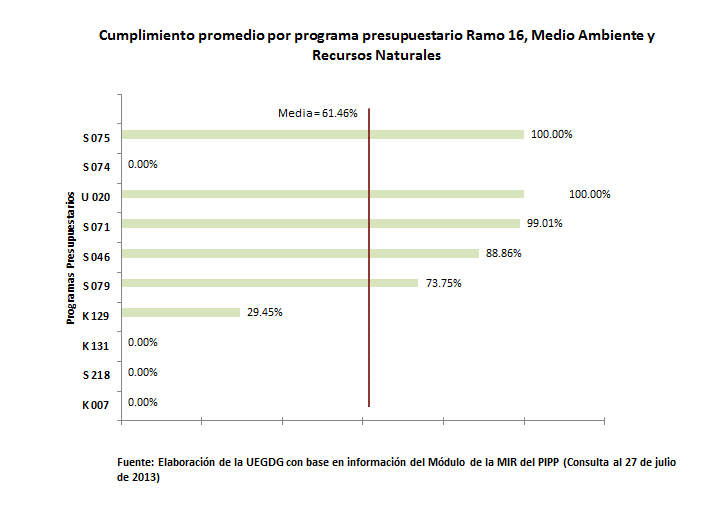 Cumplimiento promedio por programa presupuestario Ramo 16, Medio Ambiente y
Recursos Naturales
Media = 61.46%
S 075
100.00%
S 074
0.00%
U 020
100.00%
S 071
99.01%
S 046
88.86%
S 079
73.75%
K 129
29.45%
K 131
0.00%
S 218
0.00%
K 007
0.00%
Programas Presupuestarios
Fuente: Elaboración de la UEGDG con base en información del Módulo de la MIR del PIPP (Consulta al 27 de julio
de 2013)